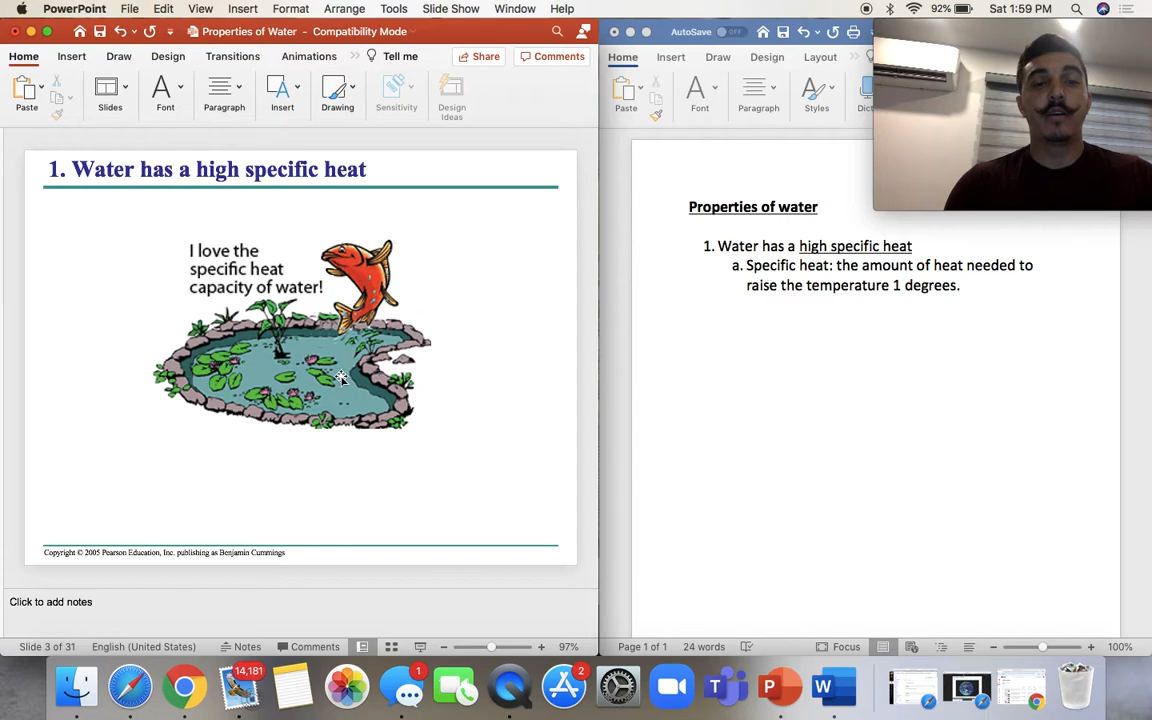 PowerPoint File Edit View Insert Format Arrange Tools Slide Show Window Help 92% Sat 1:59 PM
Properties of Water - Compatibility Mode
AutoSave OFF
Home Insert Draw Design Transitions Animations Tell me Share Comments
Home Insert Draw Design Layout
Paste Slides Font Paragraph Insert Drawing Sensitivity Design Ideas
Paste Font Paragraph Styles
1. Water has a high specific heat
I love the
specific heat
capacity of water!
Copyright © 2005 Pearson Education, Inc. publishing as Benjamin Cummings
Click to add notes
Slide 3 of 31 English (United States) Notes Comments 97%
Properties of water
1. Water has a high specific heat
a. Specific heat: the amount of heat needed to
raise the temperature 1 degrees.
Page 1 of 1 24 words Focus 100%
14,181
1
2
T
P
W